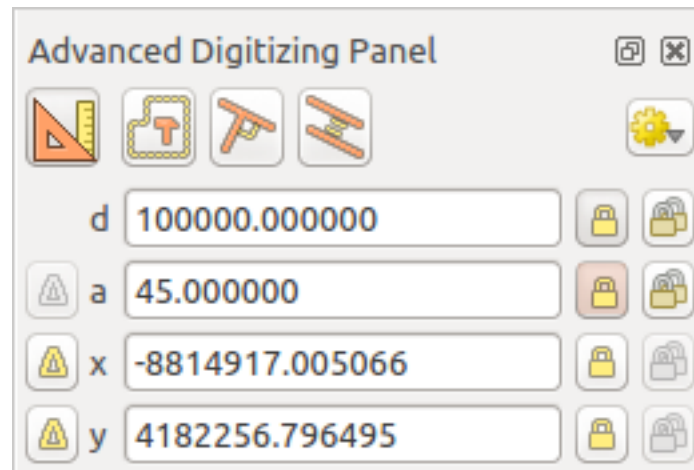 Advanced Digitizing Panel
d 100000.000000
a 45.000000
x -8814917.005066
y 4182256.796495